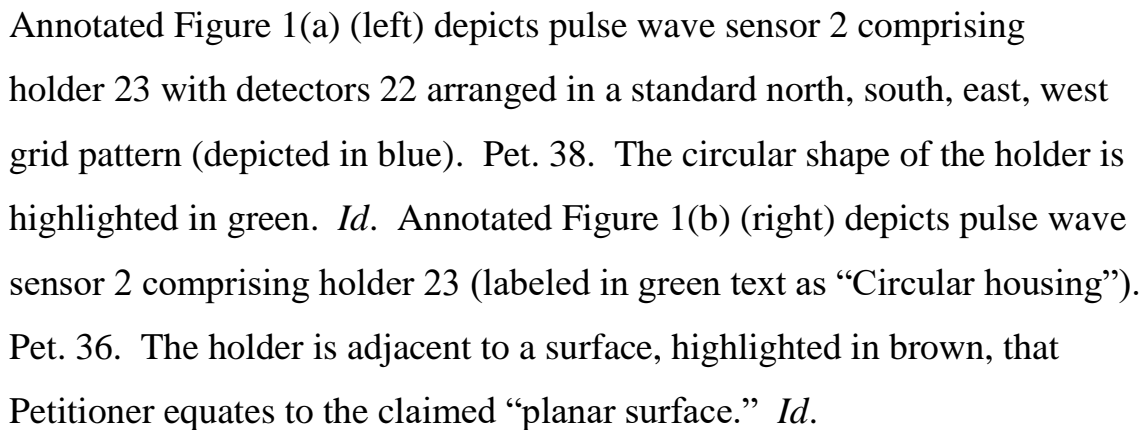 Annotated Figure 1(a) (left) depicts pulse wave sensor 2 comprising
holder 23 with detectors 22 arranged in a standard north, south, east, west
grid pattern (depicted in blue).  Pet. 38.  The circular shape of the holder is
highlighted in green.  Id.  Annotated Figure 1(b) (right) depicts pulse wave
sensor 2 comprising holder 23 (labeled in green text as “Circular housing”).
Pet. 36.  The holder is adjacent to a surface, highlighted in brown, that
Petitioner equates to the claimed “planar surface.”  Id.